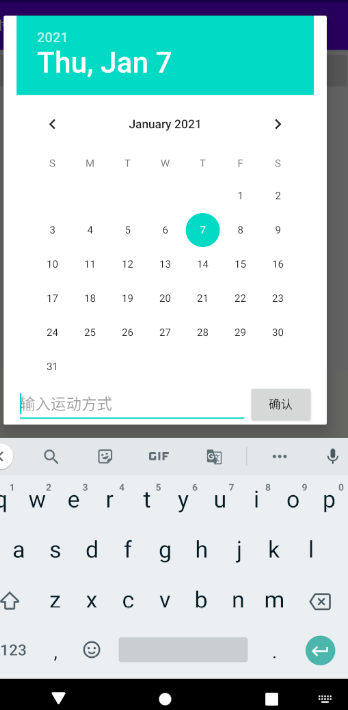 2021
Thu, Jan 7
January 2021
S M T W T F S
1 2
3 4 5 6 7 8 9
10 11 12 13 14 15 16
17 18 19 20 21 22 23
24 25 26 27 28 29 30
31
输入运动方式 确认
GIF
1 2 3 4 5 6 7 8 9 0
q w e r t y u i o p
a s d f g h j k l
z x c v b n m
?123 , .